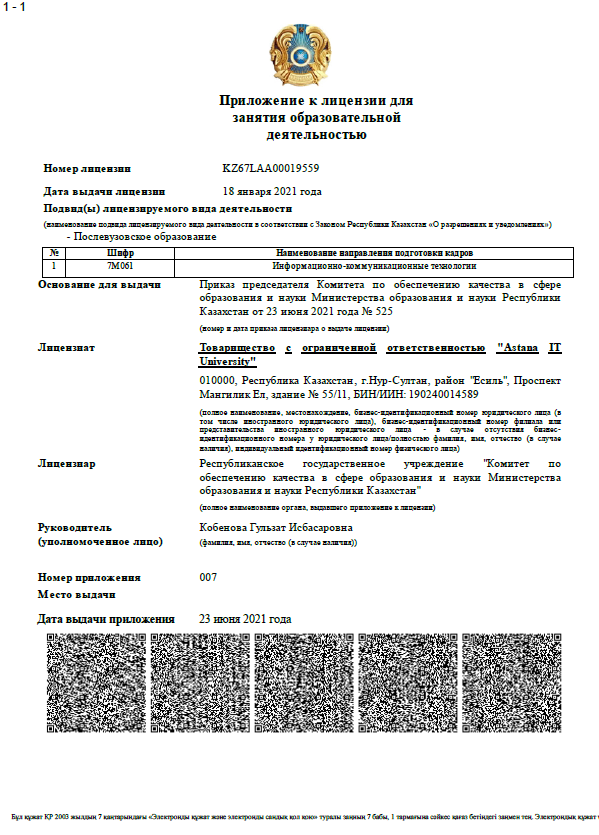 1 - 1
Приложение к лицензии для
занятия образовательной
деятельностью
Номер лицензии KZ67LAA00019559
Дата выдачи лицензии 18 января 2021 года
Подвид(ы) лицензируемого вида деятельности
(наименование подвида лицензируемого вида деятельности в соответствии с Законом Республики Казахстан «О разрешениях и уведомлениях»)
- Послевузовское образование
№ Шифр Наименование направления подготовки кадров
1 7M061 Информационно-коммуникационные технологии
Основание для выдачи Приказ председателя Комитета по обеспечению качества в сфере
образования и науки Министерства образования и науки Республики
Казахстан от 23 июня 2021 года № 525
(номер и дата приказа лицензиара о выдаче лицензии)
Лицензиат Товарищество с ограниченной ответственностью "Astana IT
University"
010000, Республика Казахстан, г.Нур-Султан, район "Есиль", Проспект
Мангилик Ел, здание № 55/11, БИН/ИИН: 190240014589
(полное наименование, местонахождение, бизнес-идентификационный номер юридического лица (в
том числе иностранного юридического лица), бизнес-идентификационный номер филиала или
представительства иностранного юридического лица - в случае отсутствия бизнес-
идентификационного номера у юридического лица/полностью фамилия, имя, отчество (в случае
наличия), индивидуальный идентификационный номер физического лица)
Лицензиар Республиканское государственное учреждение "Комитет по
обеспечению качества в сфере образования и науки Министерства
образования и науки Республики Казахстан"
(полное наименование органа, выдавшего приложение к лицензии)
Руководитель Кобенова Гульзат Исбасаровна
(уполномоченное лицо) (фамилия, имя, отчество (в случае наличия))
Номер приложения 007
Место выдачи
Дата выдачи приложения 23 июня 2021 года
Бұл құжат ҚР 2003 жылдың 7 қаңтарындағы «Электронды құжат және электронды сандық қол қою» туралы заңның 7 бабы, 1 тармағына сәйкес қағаз бетіндегі заңмен тең. Электрондық құжат